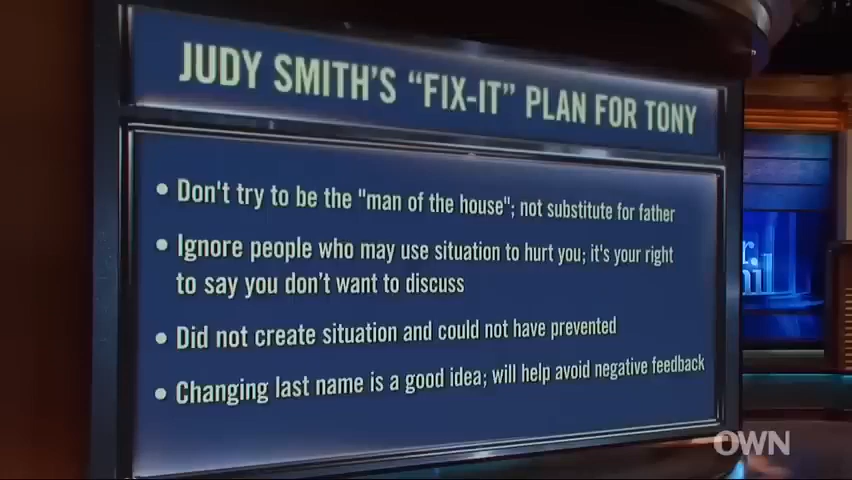 JUDY SMITH'S "FIX-IT" PLAN FOR TONY
• Don't try to be the "man of the house"; not substitute for father
• Ignore people who may use situation to hurt you; it's your right
to say you don't want to discuss
• Did not create situation and could not have prevented
• Changing last name is a good idea; will help avoid negative feedback
OWN